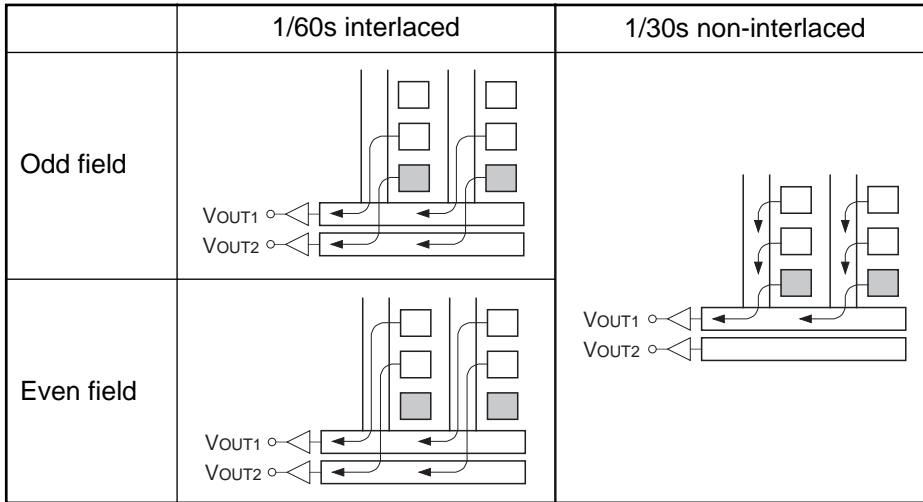 1/60s interlaced
1/30s non-interlaced
Odd field
VOUT1
VOUT2
VOUT1
VOUT2
Even field
VOUT1
VOUT2